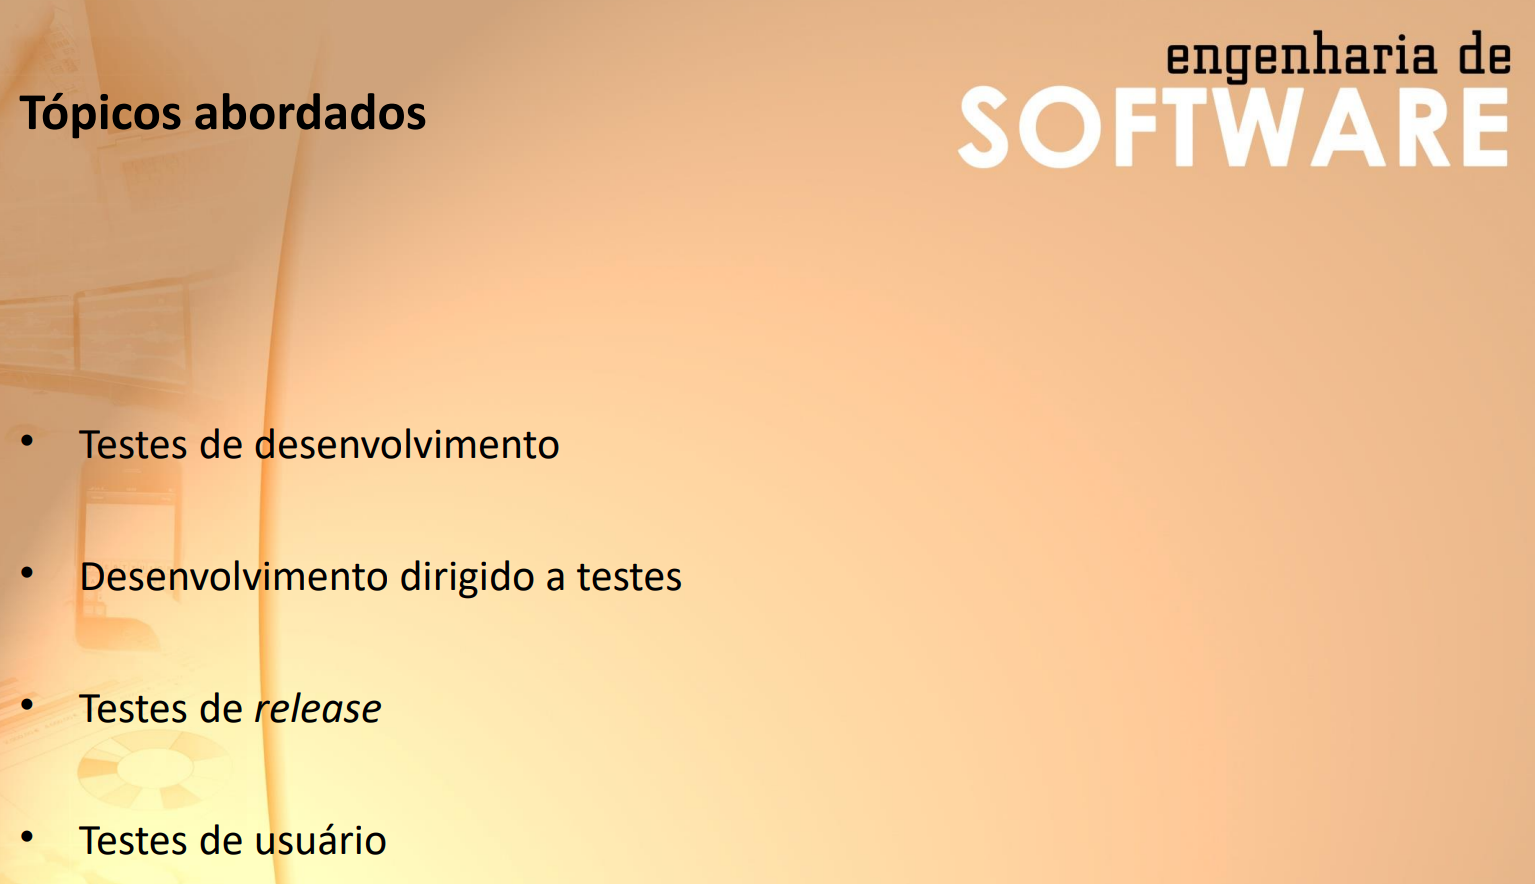 engenharia de
SOFTWARE
Tópicos abordados
• Testes de desenvolvimento
• Desenvolvimento dirigido a testes
• Testes de release
• Testes de usuário